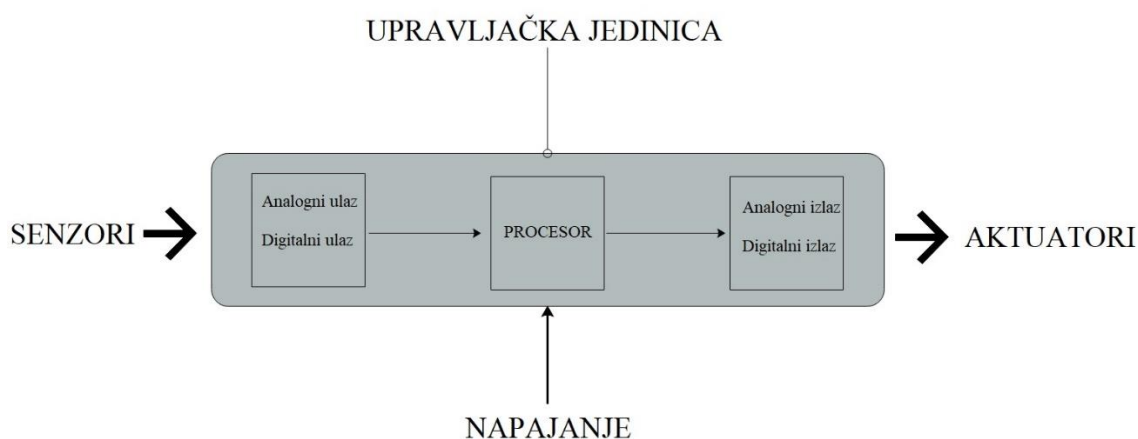 UPRAVLJAČKA JEDINICA
SENZORI
Analogni ulaz
Digitalni ulaz
PROCESOR
Analogni izlaz
Digitalni izlaz
AKTUATORI
NAPAJANJE